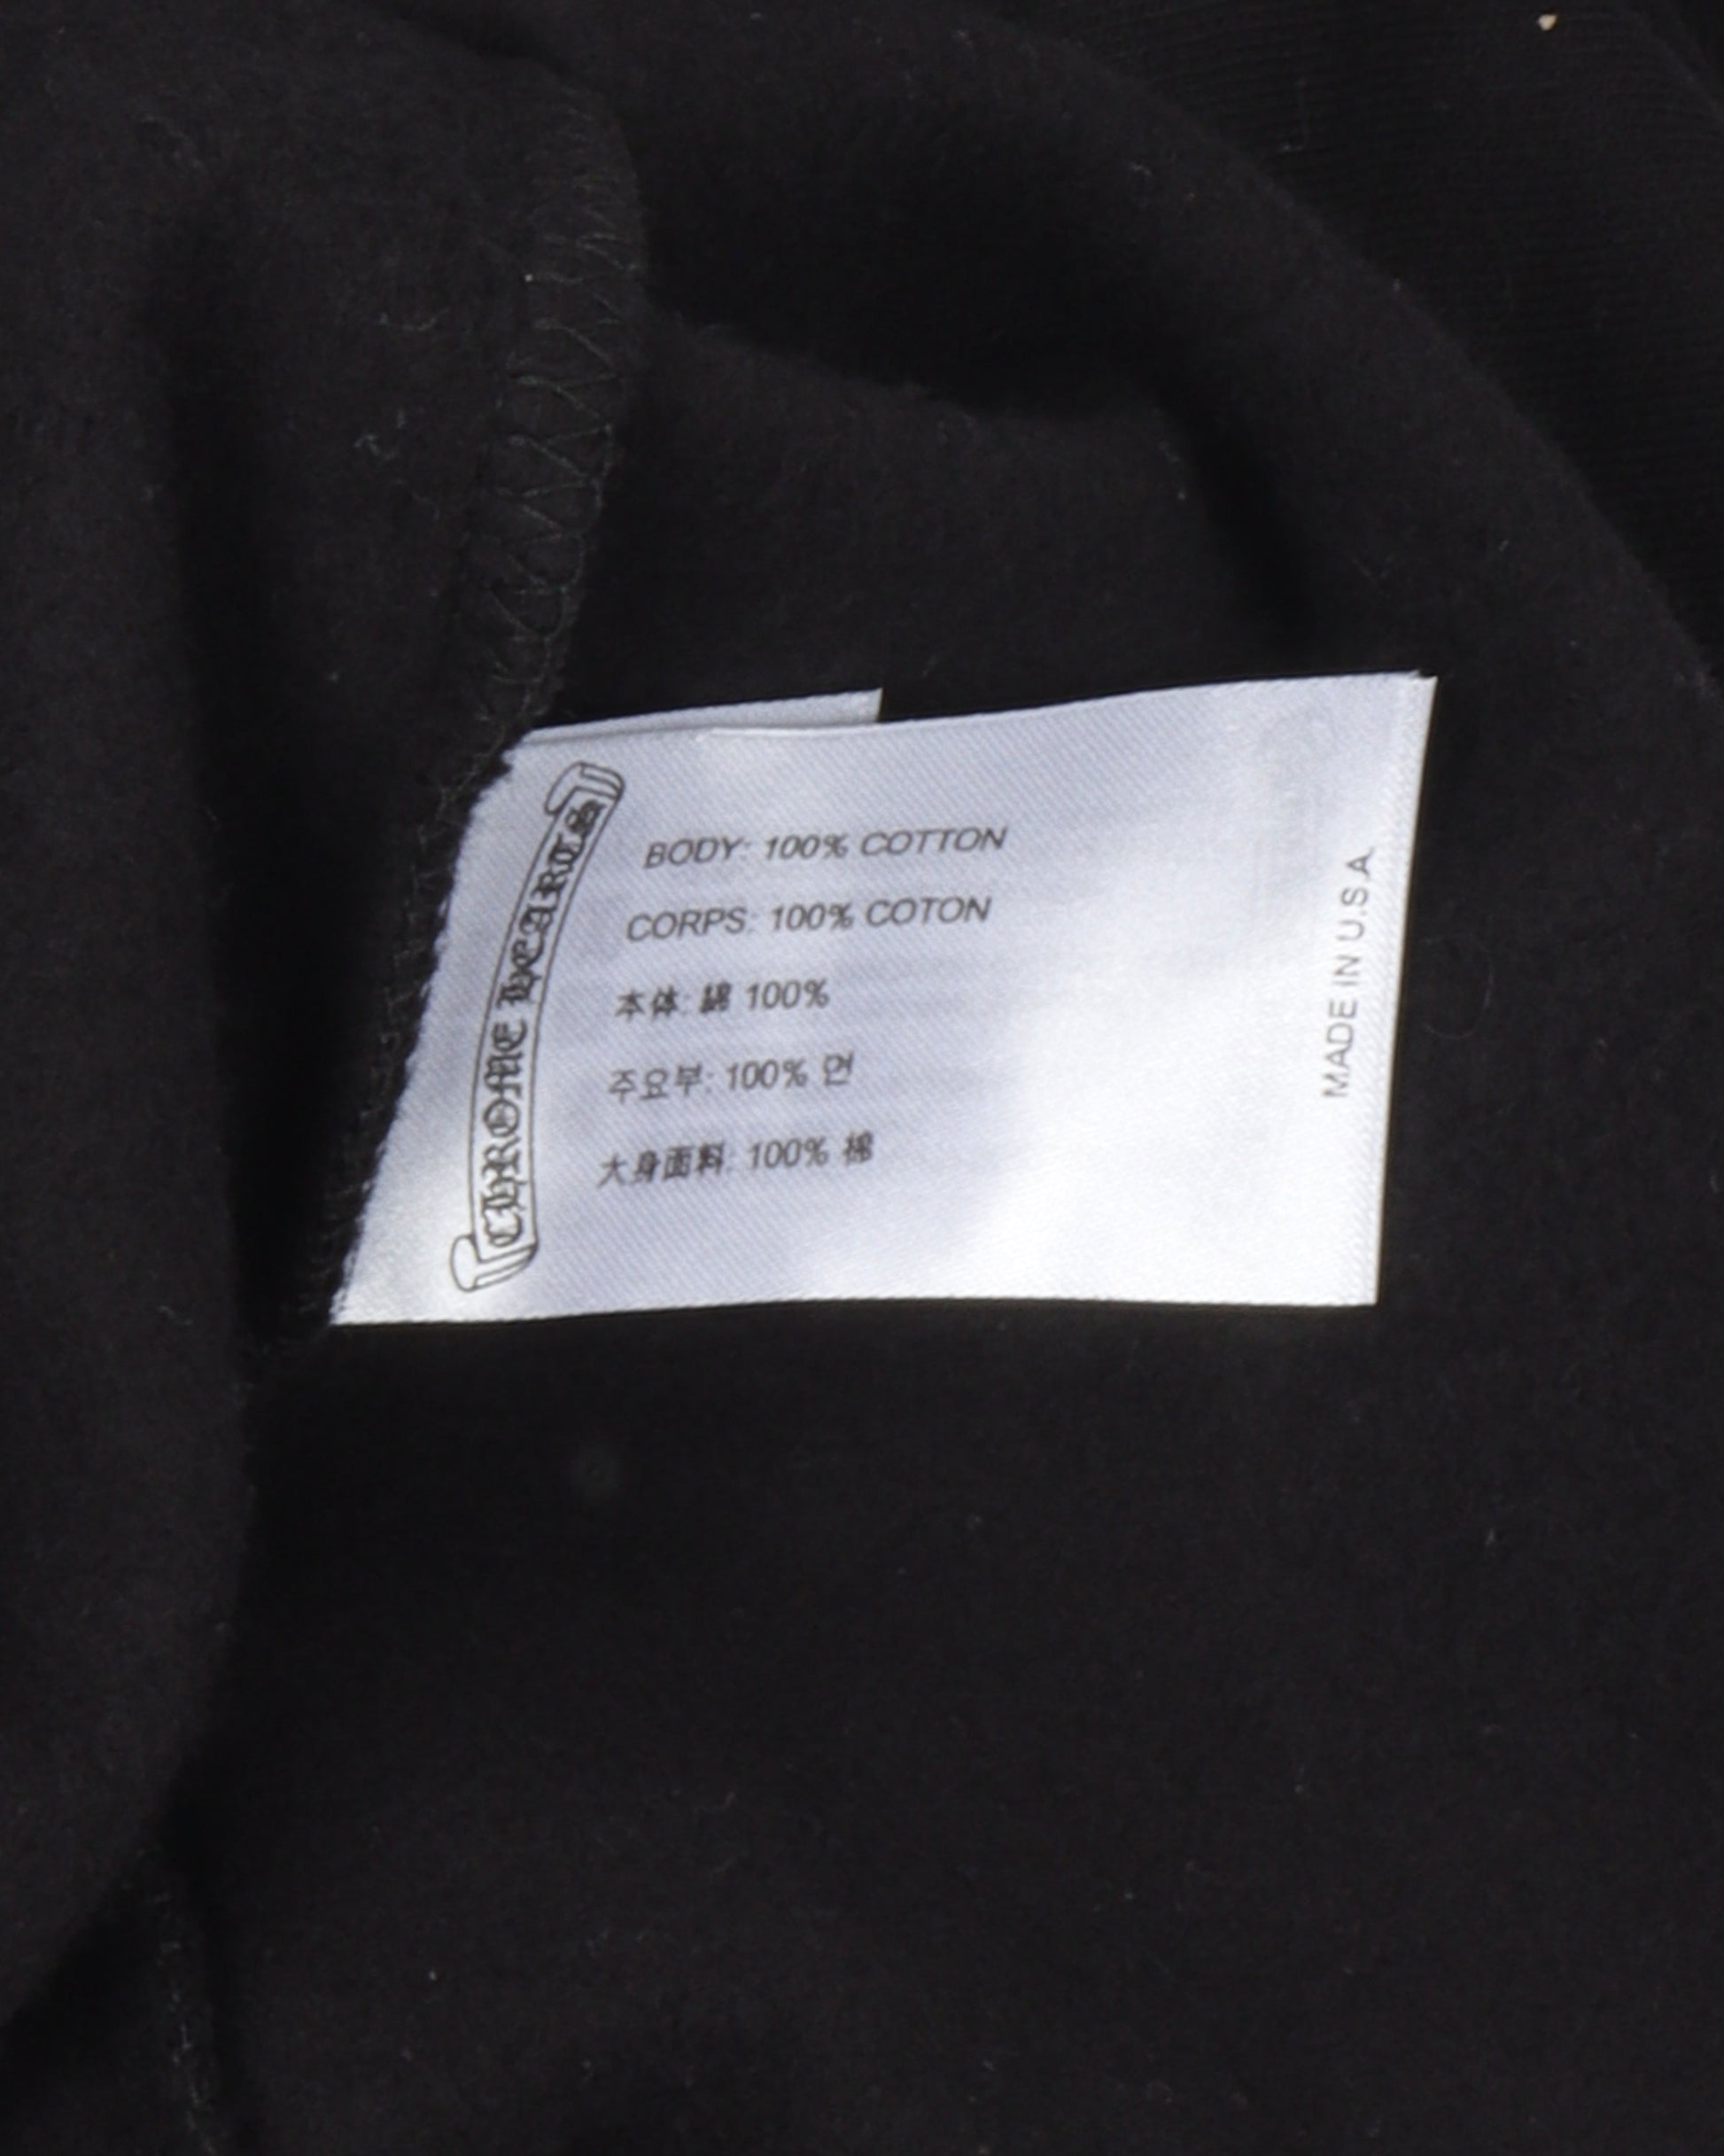 CHROME HEARTS
BODY: 100% COTTON
CORPS: 100% COTON
本体: 綿 100%
주요부: 100% 면
大身面料: 100% 棉
MADE IN U.S.A.